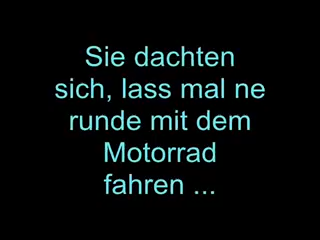 Sie dachten
sich, lass mal ne
runde mit dem
Motorrad
fahren ...